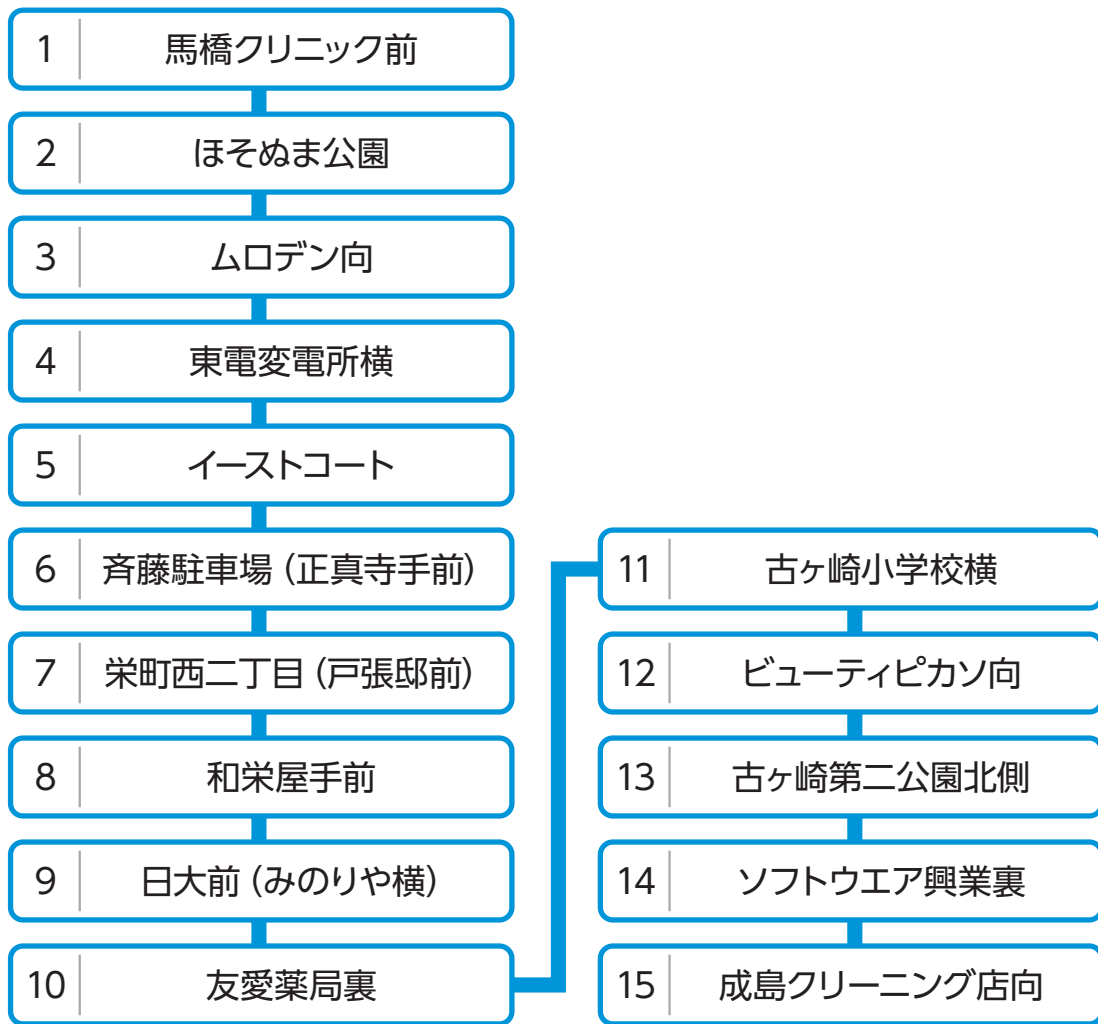 1 馬橋クリニック前
2 ほそぬま公園
3 ムロデン向
4 東電変電所横
5 イーストコート
6 斉藤駐車場（正真寺手前）
7 栄町西二丁目（戸張邸前）
8 和栄屋手前
9 日大前（みのりや横）
10 友愛薬局裏
11 古ヶ崎小学校横
12 ビューティピカソ向
13 古ヶ崎第二公園北側
14 ソフトウエア興業裏
15 成島クリーニング店向